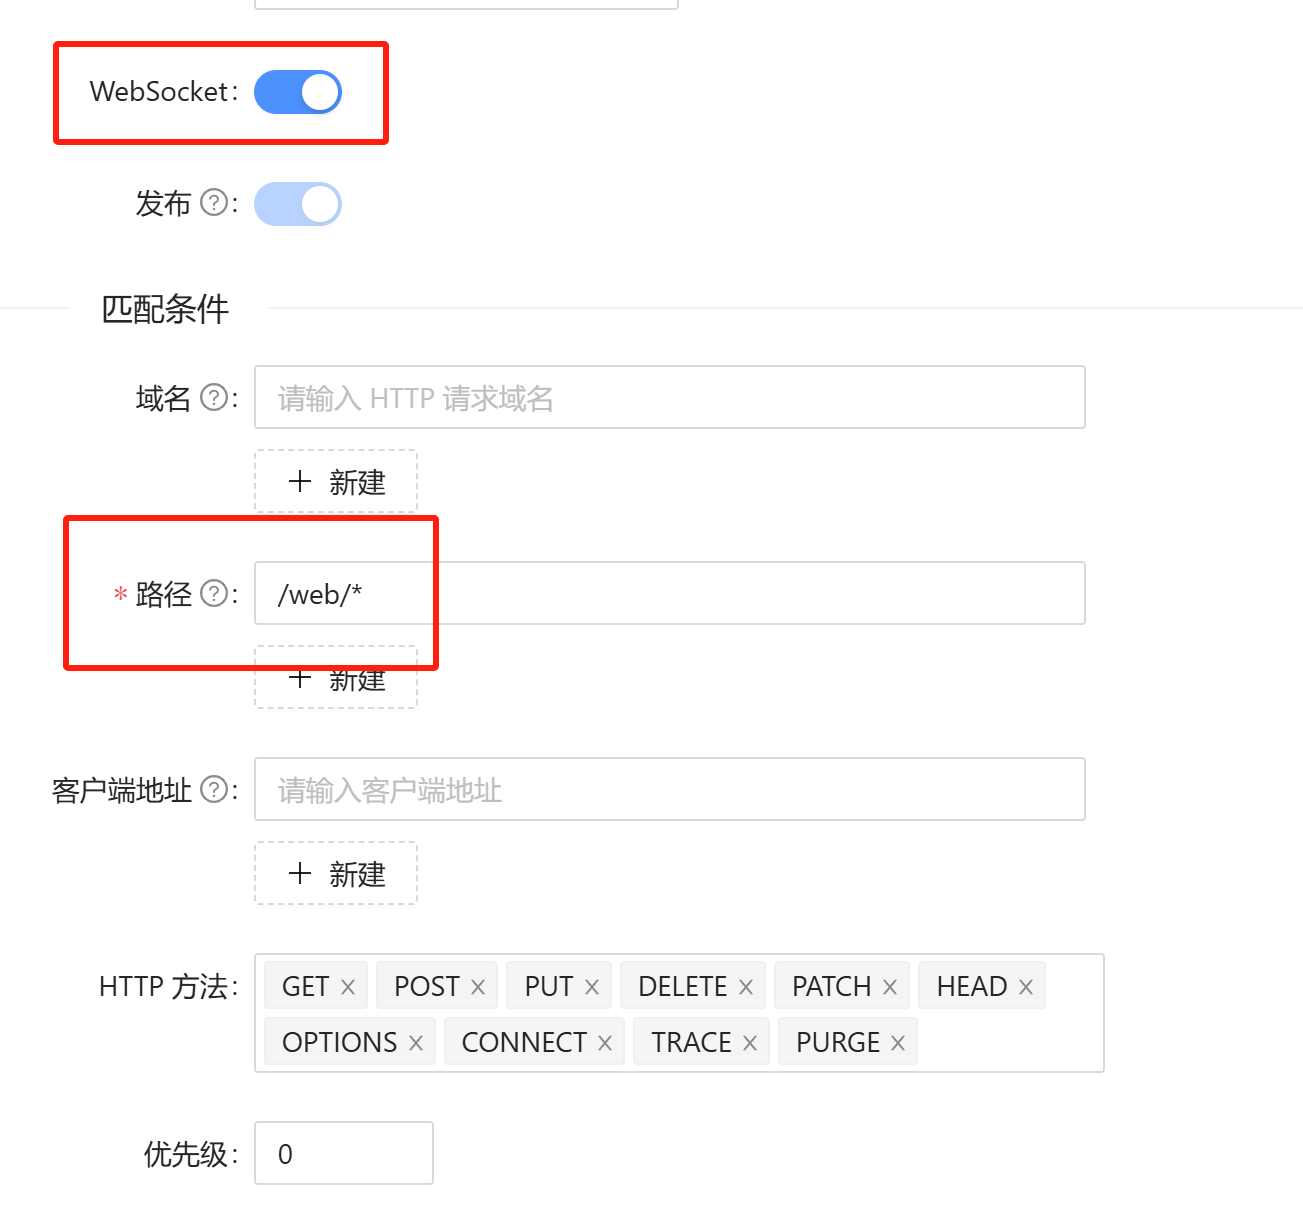 WebSocket:
发布 ? :
匹配条件
域名 ? : 请输入 HTTP 请求域名
+ 新建
* 路径 ? : /web/*
+ 新建
客户端地址 ? : 请输入客户端地址
+ 新建
HTTP 方法: GET × POST × PUT × DELETE × PATCH × HEAD ×
OPTIONS × CONNECT × TRACE × PURGE ×
优先级: 0